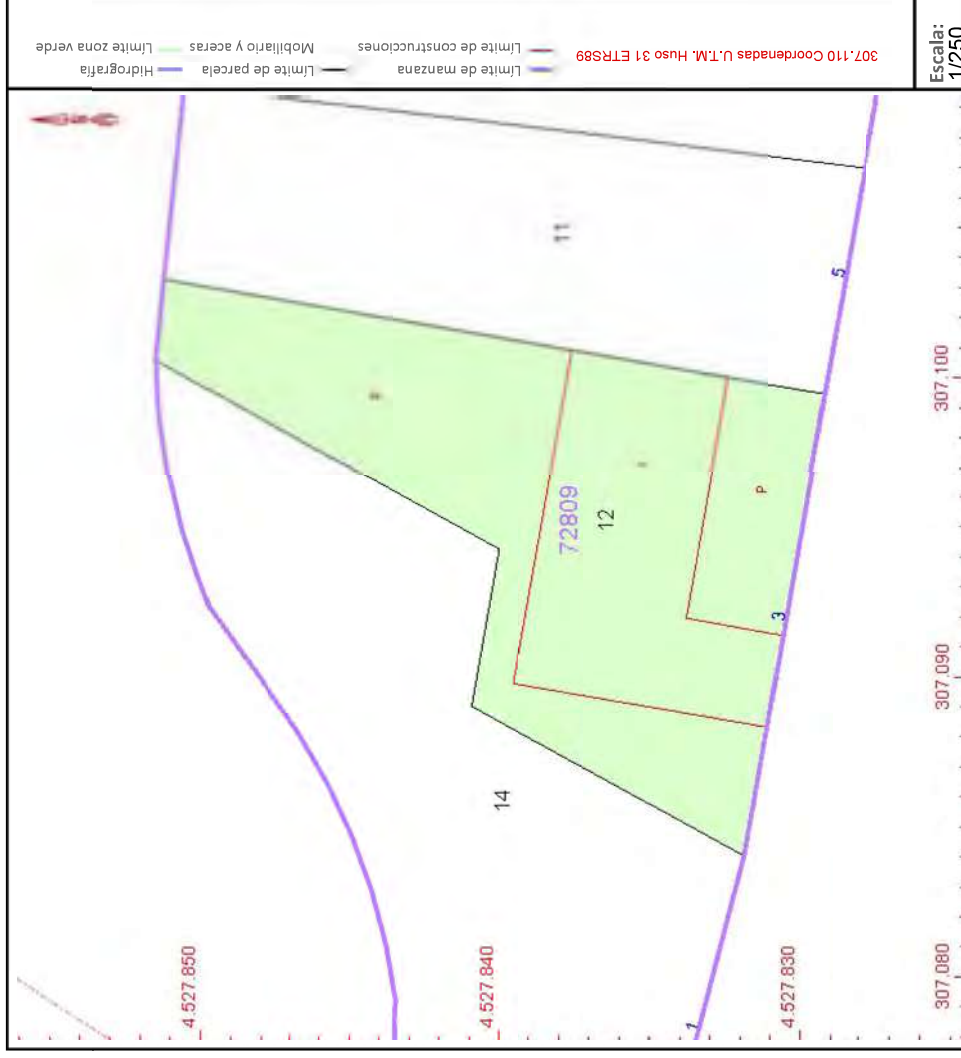 Límite zona verde
Mobiliario y aceras
Límite de construcciones
Hidrografía
Límite de parcela
Límite de manzana
307.110 Coordenadas U.T.M. Huso 31 ETRS89
Escala:
1/250
11
5
307.100
72809
12
P
3
307.090
14
4.527.850
4.527.840
4.527.830
307.080
1